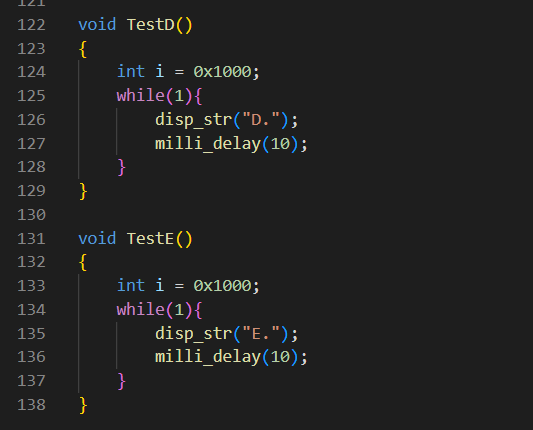 121
122 void TestD()
123 {
124     int i = 0x1000;
125     while(1){
126         disp_str("D.");
127         milli_delay(10);
128     }
129 }
130
131 void TestE()
132 {
133     int i = 0x1000;
134     while(1){
135         disp_str("E.");
136         milli_delay(10);
137     }
138 }